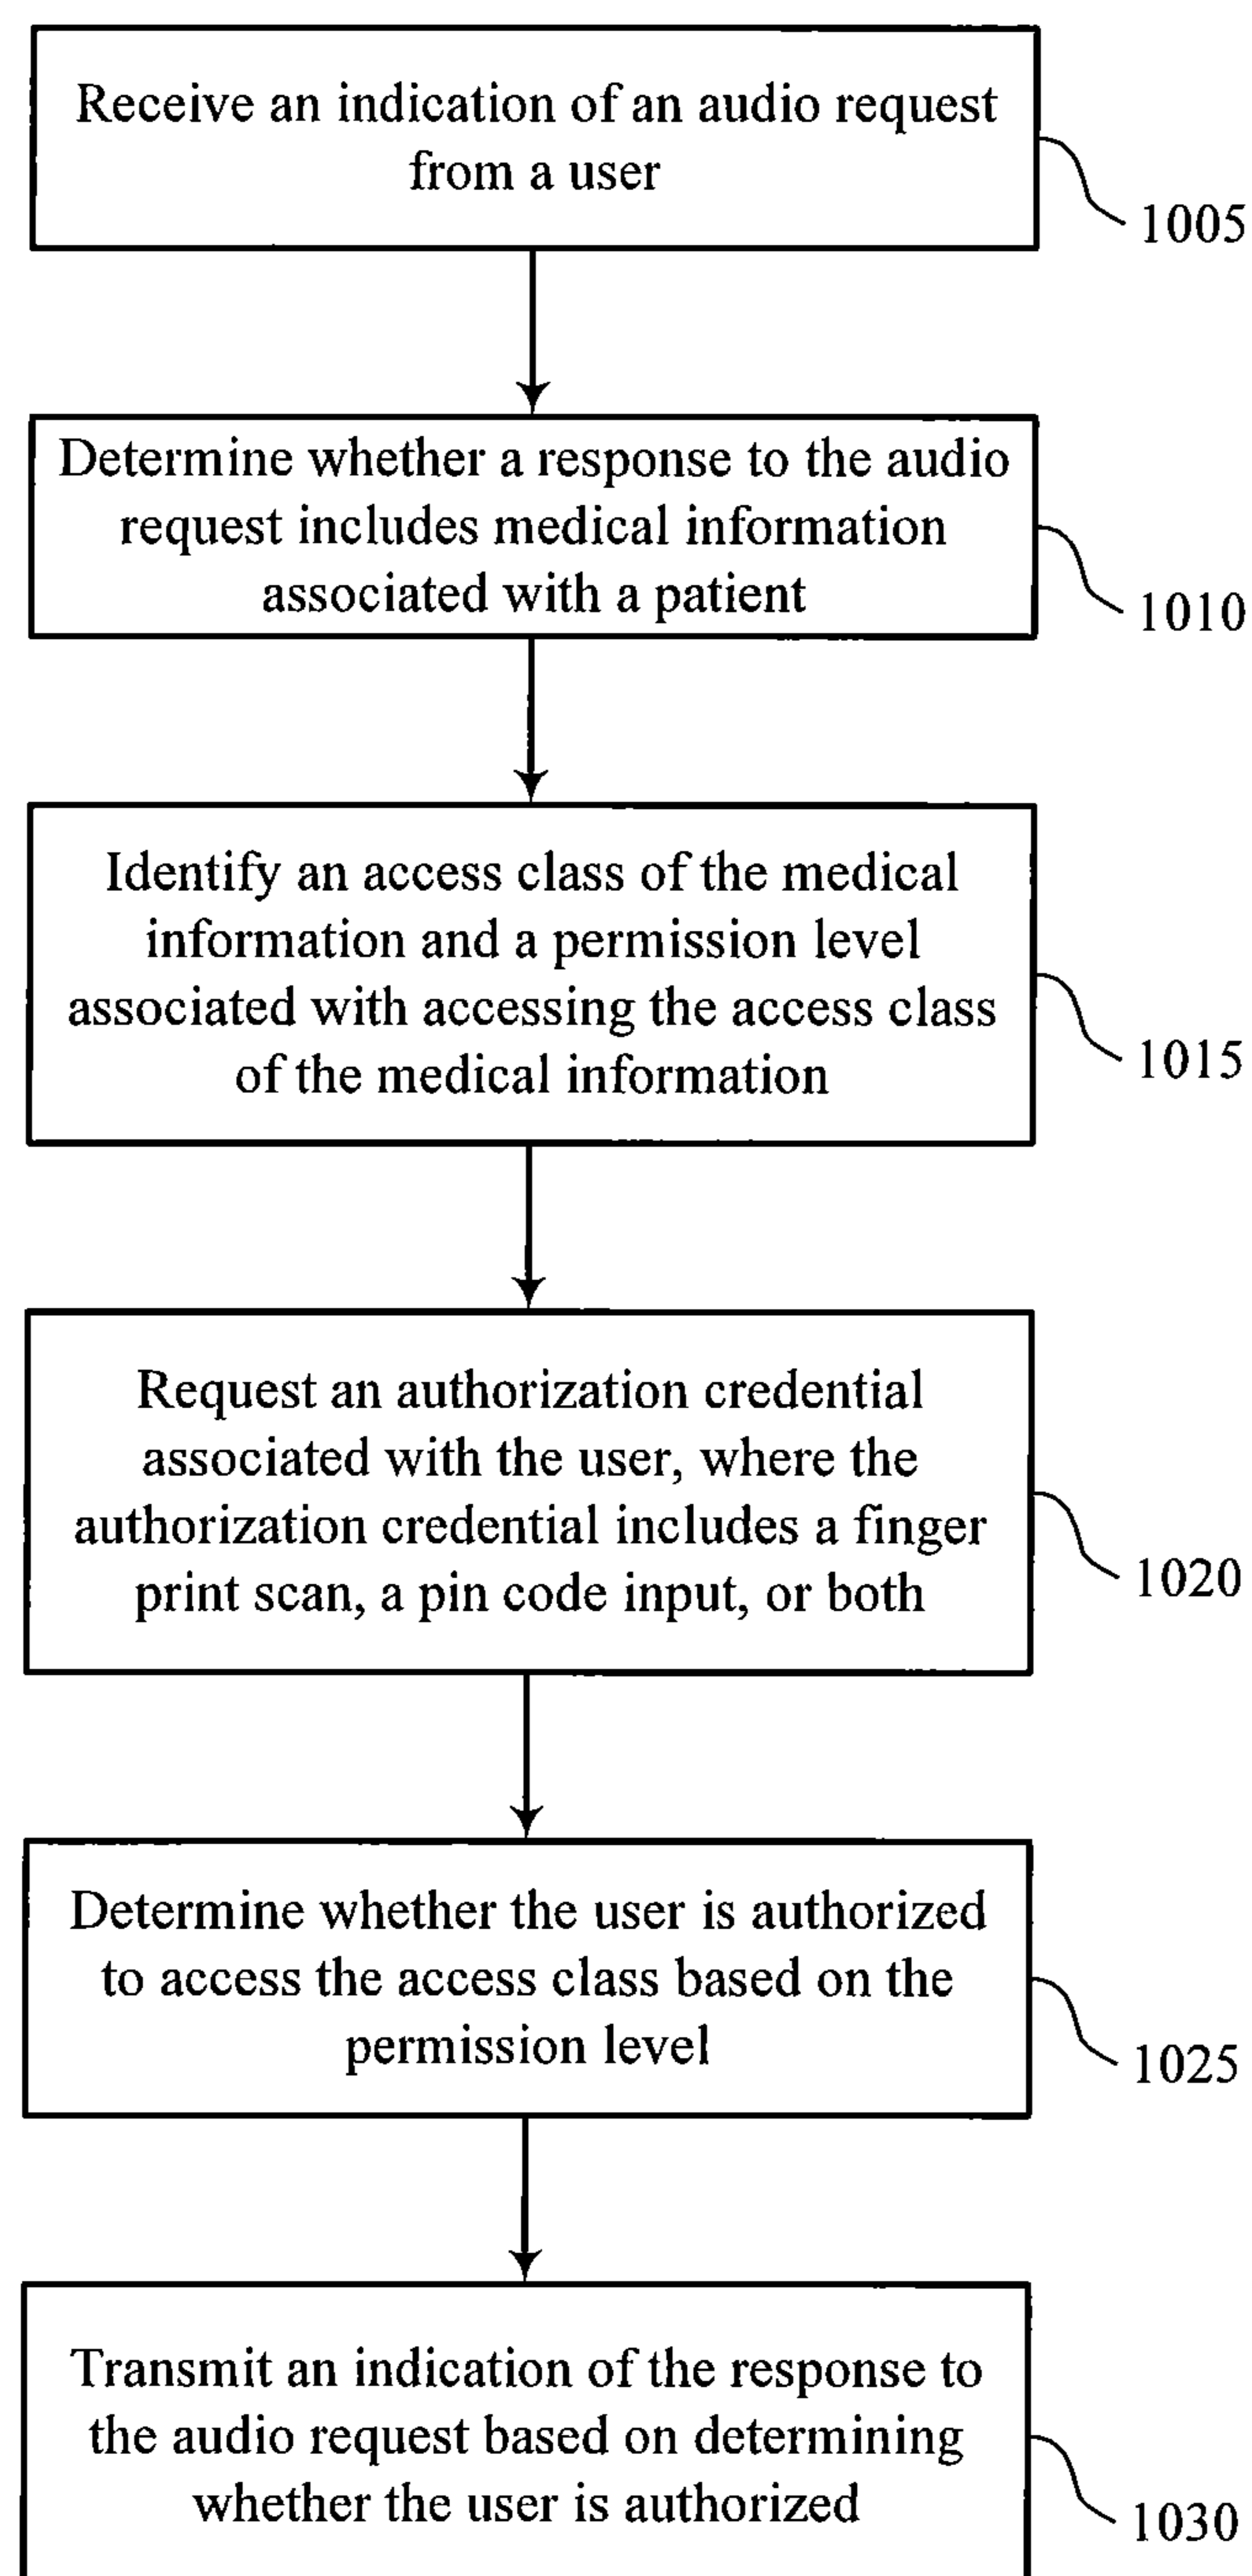 Receive an indication of an audio request
from a user
1005
Determine whether a response to the audio
request includes medical information
associated with a patient
1010
Identify an access class of the medical
information and a permission level
associated with accessing the access class
of the medical information
1015
Request an authorization credential
associated with the user, where the
authorization credential includes a finger
print scan, a pin code input, or both
1020
Determine whether the user is authorized
to access the access class based on the
permission level
1025
Transmit an indication of the response to
the audio request based on determining
whether the user is authorized
1030